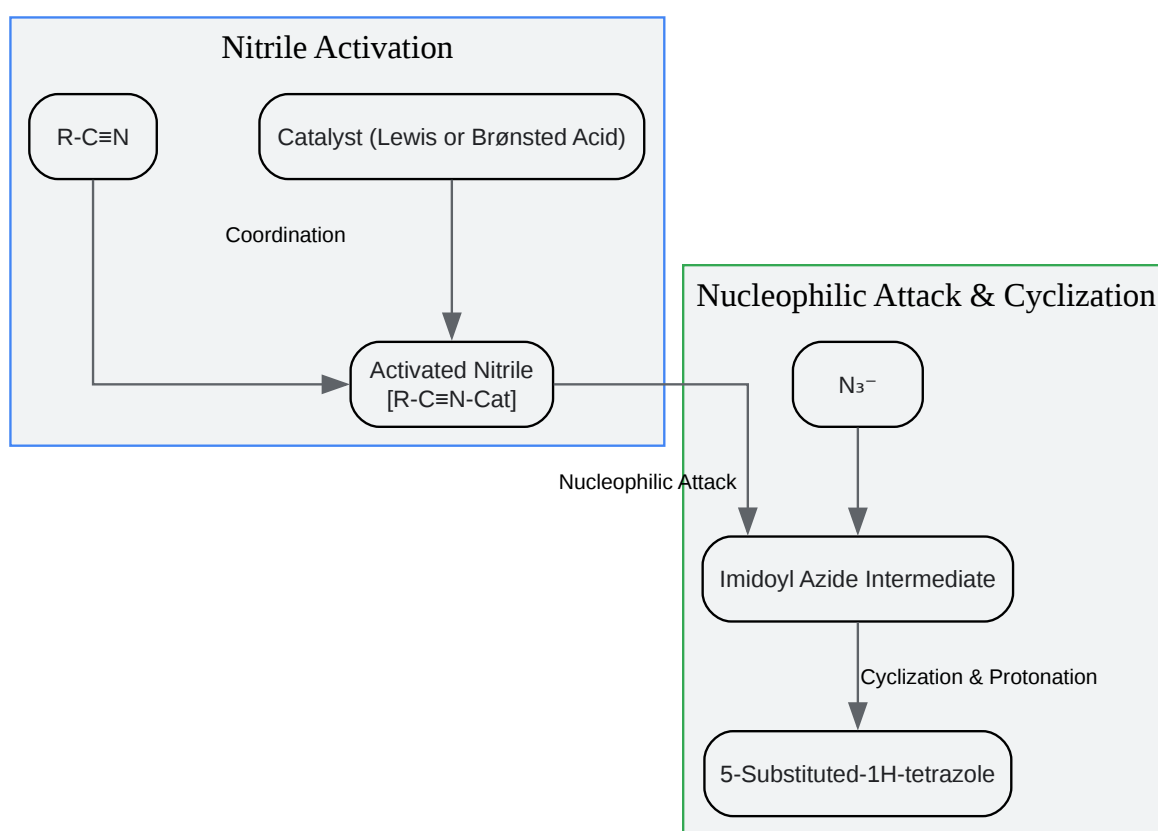 Nitrile Activation
R-C≡N
Catalyst (Lewis or Brønsted Acid)
Coordination
Activated Nitrile
[R-C≡N-Cat]
Nucleophilic Attack & Cyclization
N₃⁻
Nucleophilic Attack
Imidoyl Azide Intermediate
Cyclization & Protonation
5-Substituted-1H-tetrazole